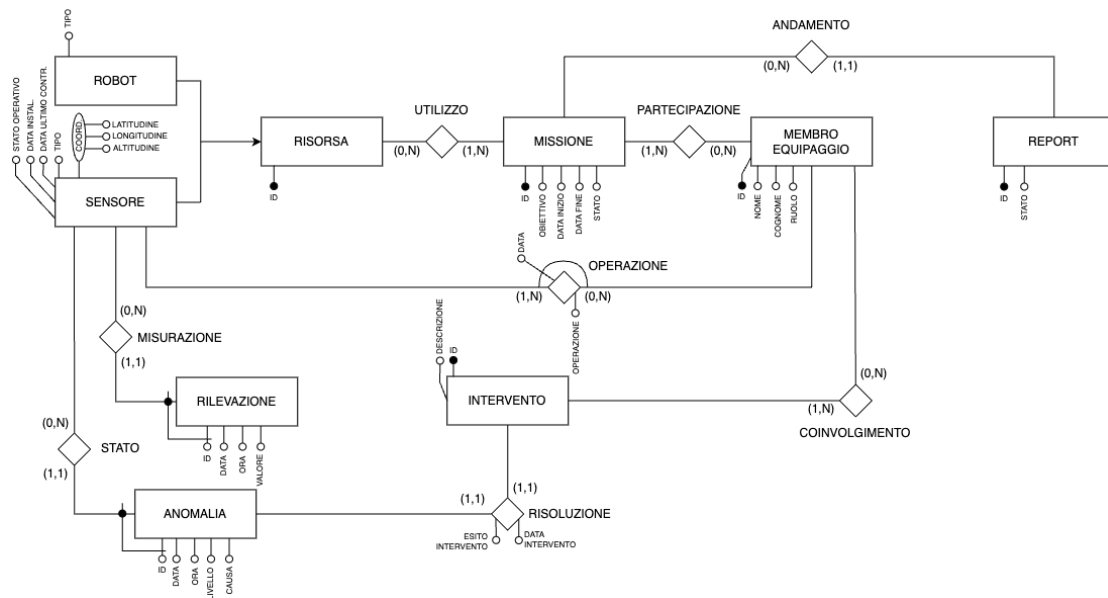 ANDAMENTO
(0,N)
(1,1)
TIPO
ROBOT
STATO OPERATIVO
DATA INSTAL.
DATA ULTIMO CONTR.
TIPO
COORD.
LATITUDINE
LONGITUDINE
ALTITUDINE
SENSORE
RISORSA
ID
UTILIZZO
(0,N)
(1,N)
MISSIONE
ID
OBIETTIVO
DATA INIZIO
DATA FINE
STATO
PARTECIPAZIONE
(1,N)
(0,N)
MEMBRO
EQUIPAGGIO
ID
NOME
COGNOME
RUOLO
REPORT
ID
STATO
DATA
OPERAZIONE
(1,N)
(0,N)
OPERAZIONE
(0,N)
MISURAZIONE
(1,1)
RILEVAZIONE
ID
DATA
ORA
VALORE
DESCRIZIONE
ID
INTERVENTO
(0,N)
(1,N)
COINVOLGIMENTO
(0,N)
STATO
(1,1)
ANOMALIA
ID
DATA
ORA
LIVELLO
CAUSA
(1,1)
(1,1)
RISOLUZIONE
ESITO
INTERVENTO
DATA
INTERVENTO